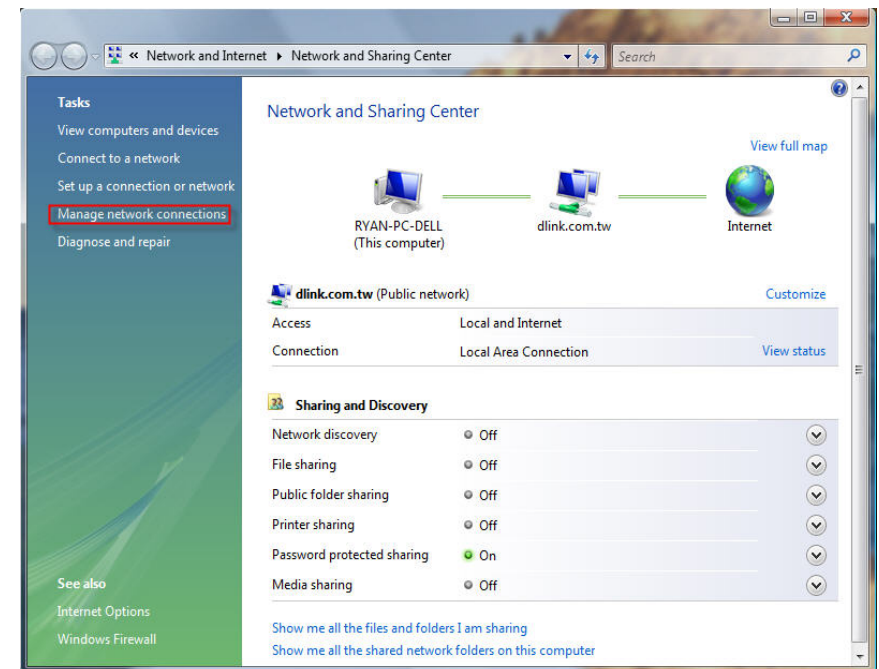 « Network and Internet ▸ Network and Sharing Center
Search
Tasks
View computers and devices
Connect to a network
Set up a connection or network
Manage network connections
Diagnose and repair
See also
Internet Options
Windows Firewall
Network and Sharing Center
View full map
RYAN-PC-DELL
(This computer)
dlink.com.tw
Internet
dlink.com.tw (Public network) Customize
Access Local and Internet
Connection Local Area Connection View status
Sharing and Discovery
Network discovery Off
File sharing Off
Public folder sharing Off
Printer sharing Off
Password protected sharing On
Media sharing Off
Show me all the files and folders I am sharing
Show me all the shared network folders on this computer